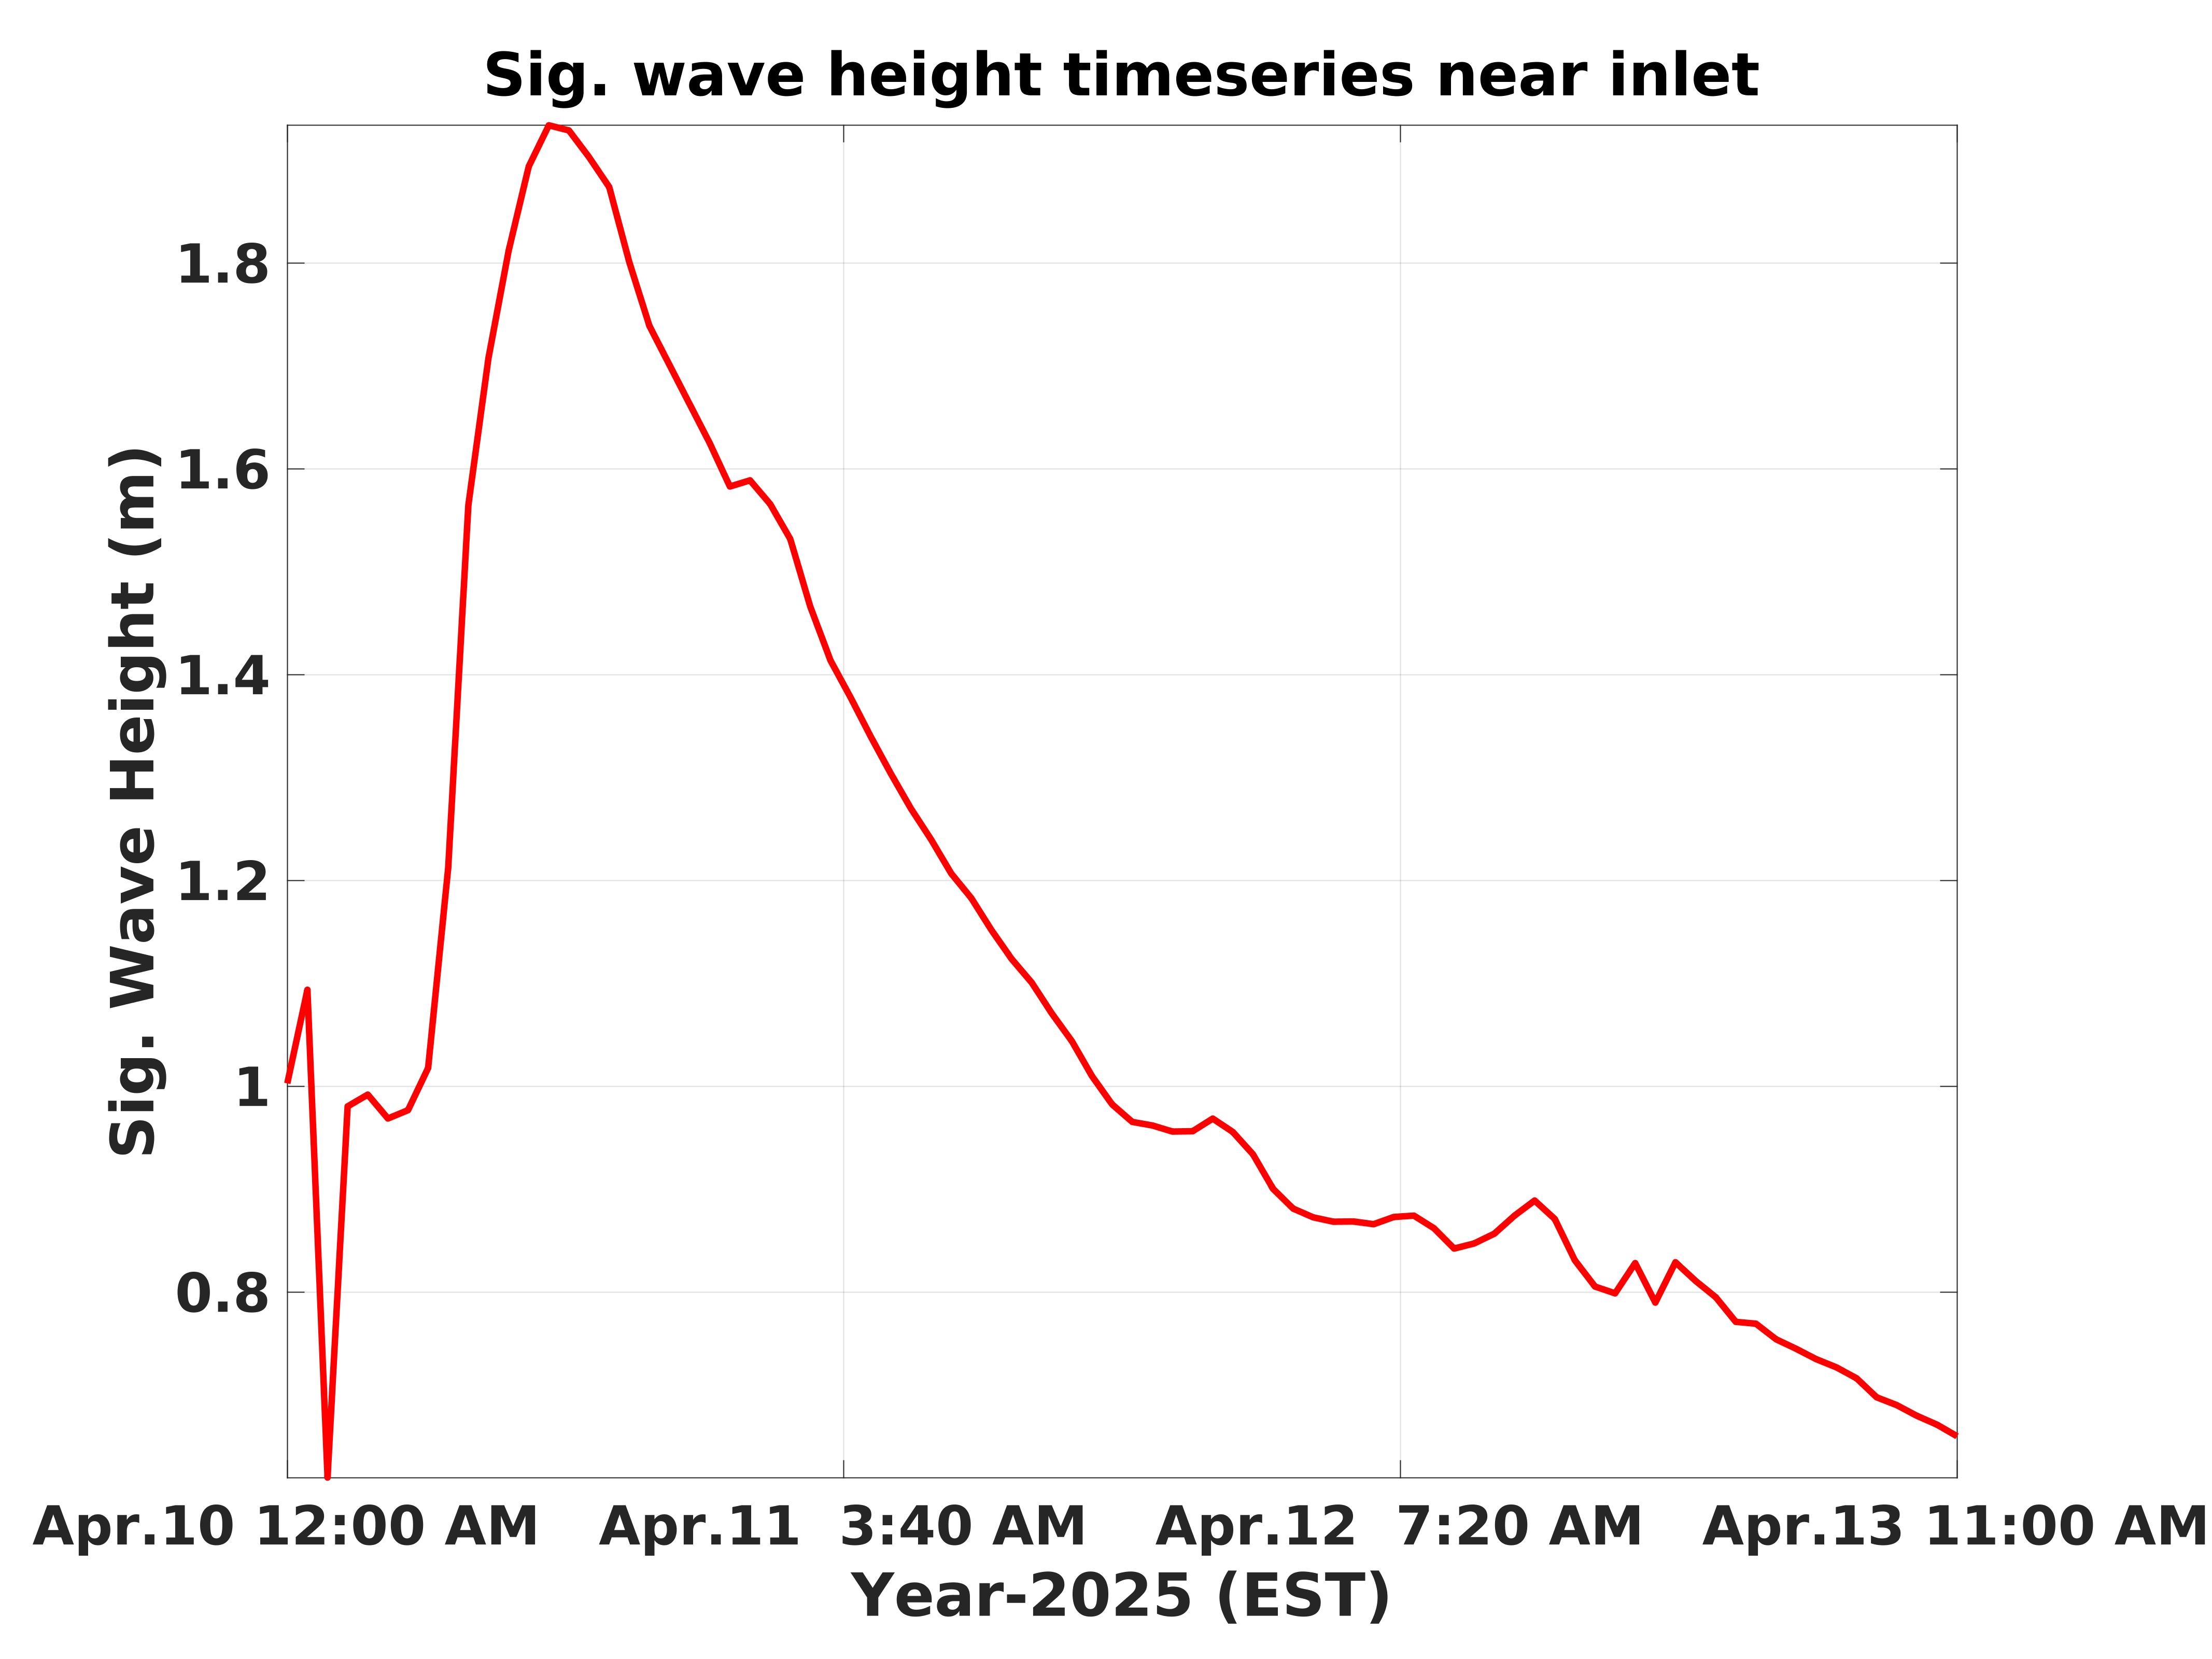 Sig. wave height timeseries near inlet
Sig. Wave Height (m)
1.8
1.6
1.4
1.2
1
0.8
Apr.10 12:00 AM Apr.11 3:40 AM Apr.12 7:20 AM Apr.13 11:00 AM
Year-2025 (EST)